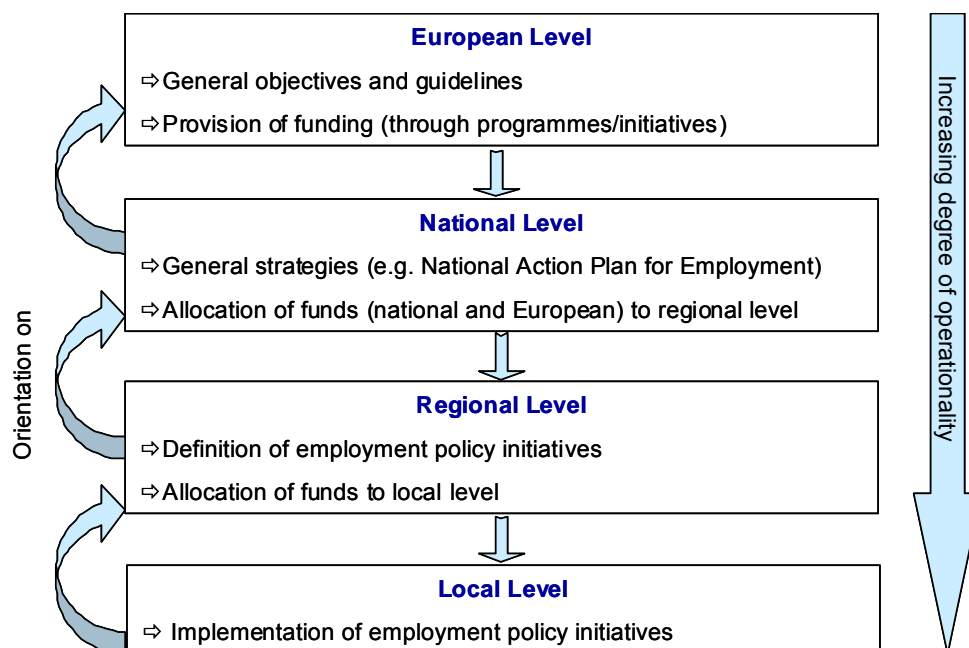 European Level
⇨General objectives and guidelines
⇨Provision of funding (through programmes/initiatives)
National Level
⇨General strategies (e.g. National Action Plan for Employment)
⇨Allocation of funds (national and European) to regional level
Regional Level
⇨Definition of employment policy initiatives
⇨Allocation of funds to local level
Local Level
⇨ Implementation of employment policy initiatives
Orientation on
Increasing degree of operationality